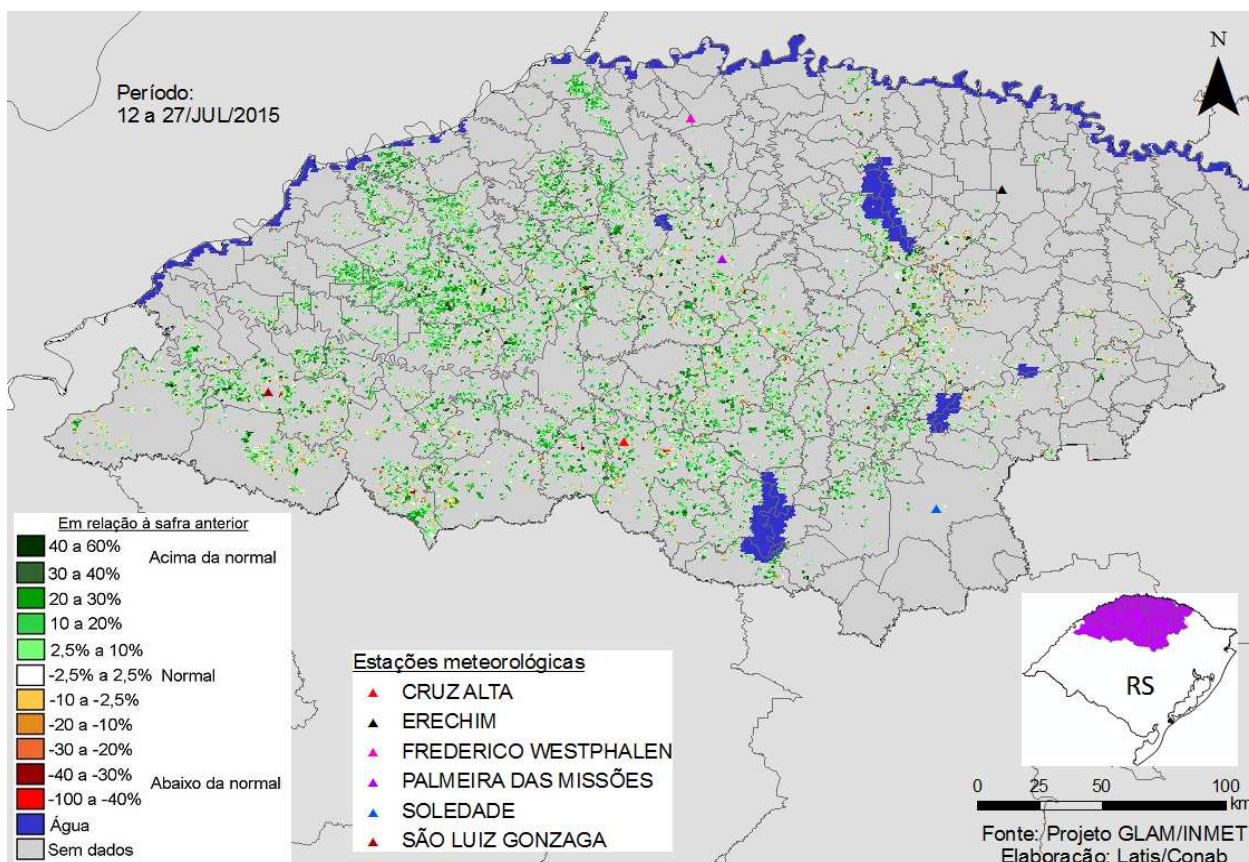 Período:
12 a 27/JUL/2015
N
Em relação à safra anterior
40 a 60%
Acima da normal
30 a 40%
20 a 30%
10 a 20%
2,5% a 10%
-2,5% a 2,5%
Normal
-10 a -2,5%
-20 a -10%
-30 a -20%
-40 a -30%
Abaixo da normal
-100 a -40%
Água
Sem dados
Estações meteorológicas
CRUZ ALTA
ERECHIM
FREDERICO WESTPHALEN
PALMEIRA DAS MISSÕES
SOLEDADE
SÃO LUIZ GONZAGA
RS
0 25 50 100
km
Fonte: Projeto GLAM/INMET
Elaboração: Latis/Conab